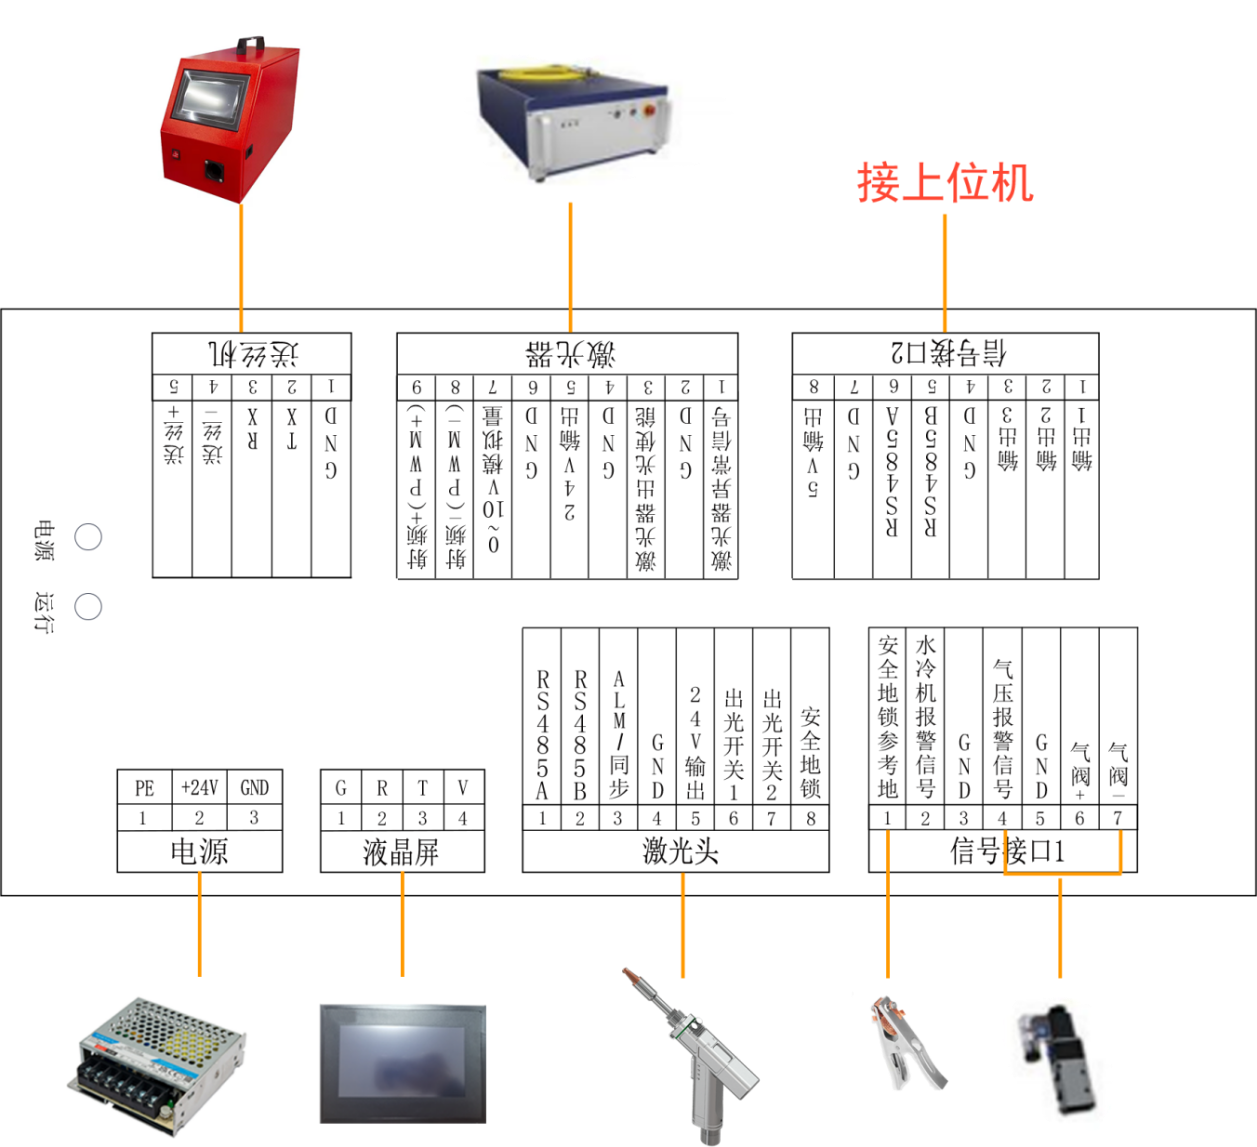 接上位机
送丝机
5 4 3 2 1
送丝+
送丝-
RX
TX
GND
激光器
9 8 7 6 5 4 3 2 1
射频(+)PWM(+)
射频(-)PWM(-)
0~10V模拟量
GND
24V输出
GND
激光器出光使能
GND
激光器异常信号
信号接口2
8 7 6 5 4 3 2 1
5V输出
GND
RS485A
RS485B
GND
输出3
输出2
输出1
电源
运行
PE +24V GND
1 2 3
电源
G R T V
1 2 3 4
液晶屏
RS485A
RS485B
ALM/同步
GND
24V输出
出光开关1
出光开关2
安全地锁
1 2 3 4 5 6 7 8
激光头
安全地锁参考地
水冷机报警信号
GND
气压报警信号
GND
气阀+
气阀-
1 2 3 4 5 6 7
信号接口1